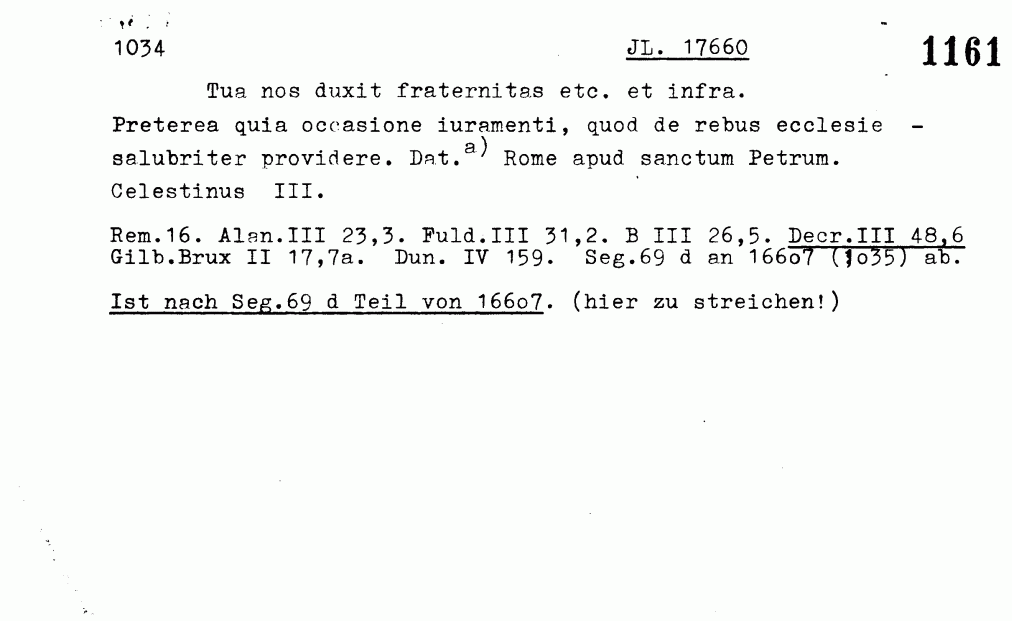 1034 JL. 17660 1161
Tua nos duxit fraternitas etc. et infra.
Preterea quia occasione iuramenti, quod de rebus ecclesie -
salubriter providere. Dat.a) Rome apud sanctum Petrum.
Celestinus III.
Rem.16. Alan.III 23,3. Fuld.III 31,2. B III 26,5. Decr.III 48,6
Gilb.Brux II 17,7a. Dun. IV 159. Seg.69 d an 166o7 (1o35) ab.
Ist nach Seg.69 d Teil von 166o7. (hier zu streichen!)